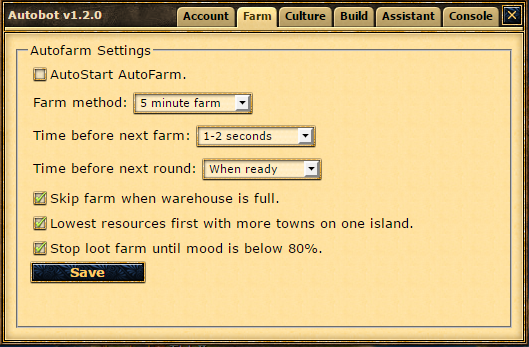 Autobot v1.2.0 Account Farm Culture Build Assistant Console X
Autofarm Settings
AutoStart AutoFarm.
Farm method: 5 minute farm
Time before next farm: 1-2 seconds
Time before next round: When ready
Skip farm when warehouse is full.
Lowest resources first with more towns on one island.
Stop loot farm until mood is below 80%.
Save